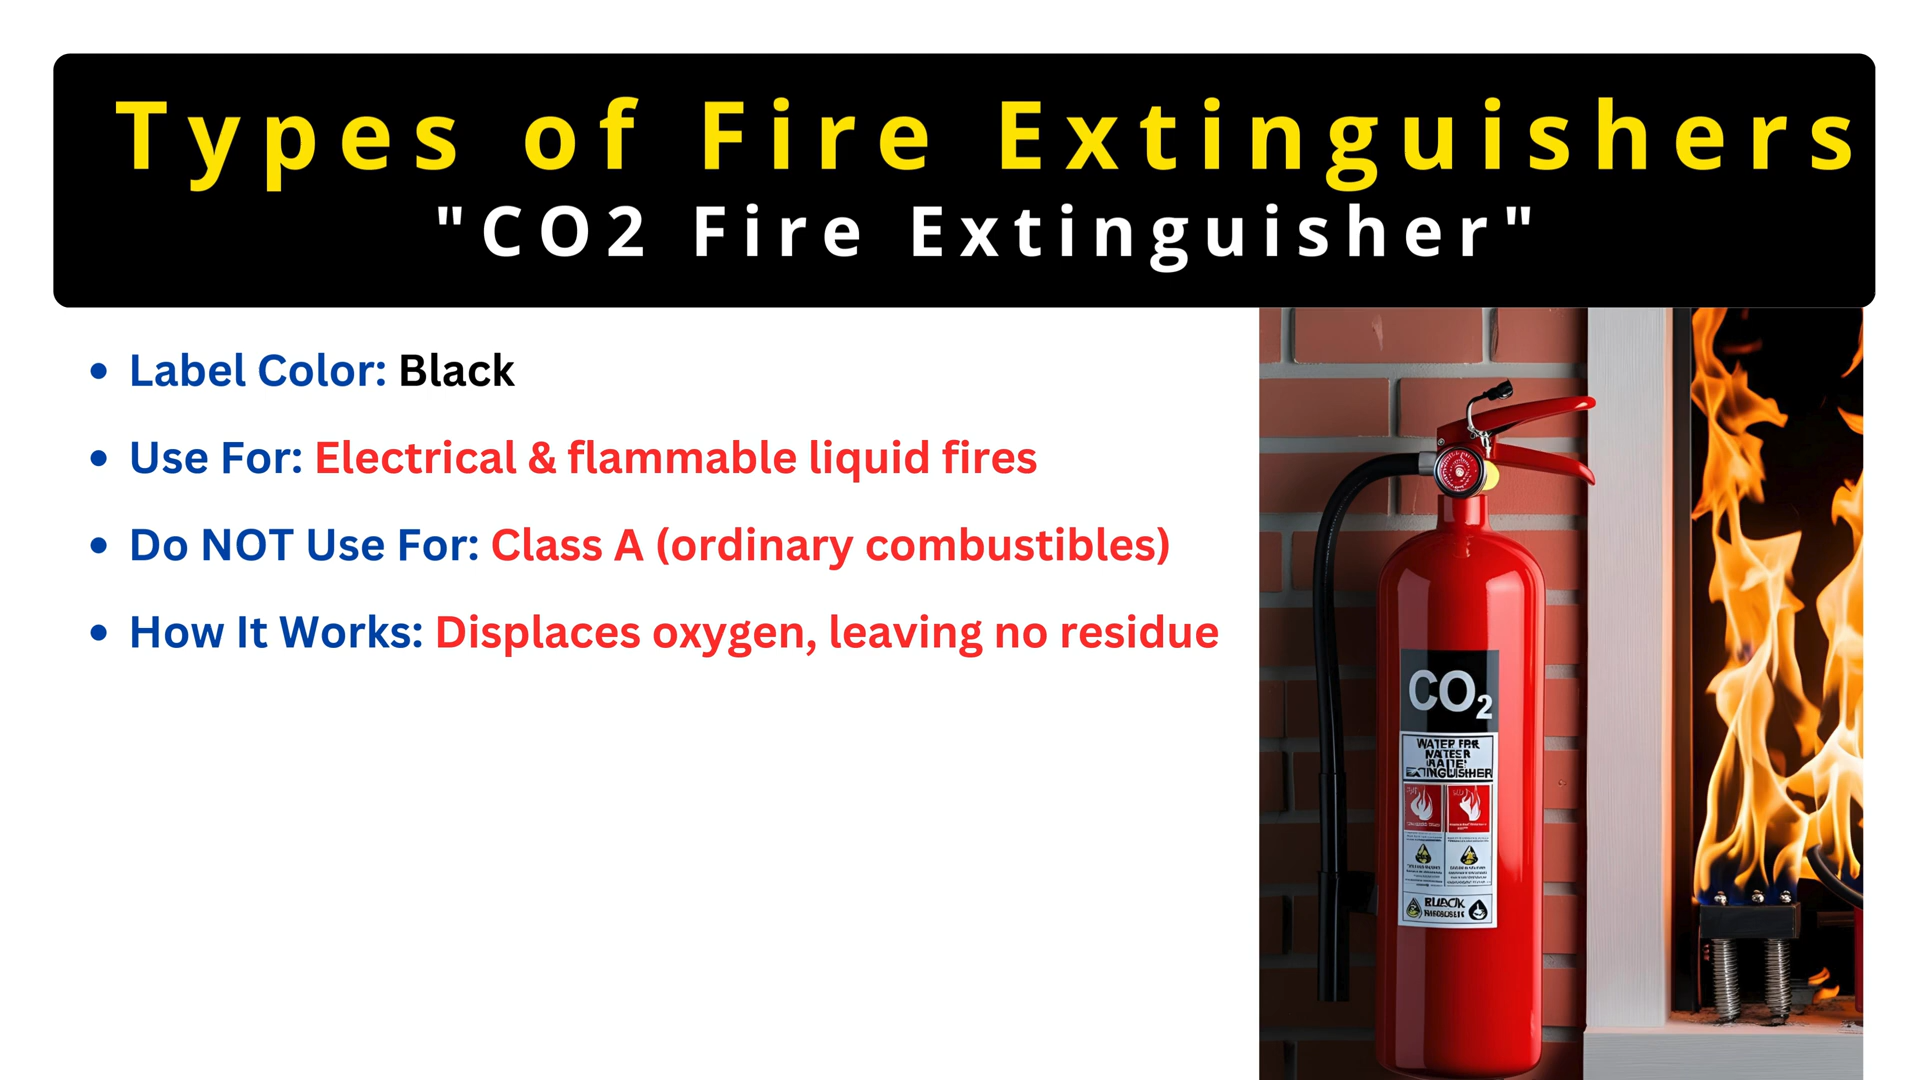 Types of Fire Extinguishers
"CO2 Fire Extinguisher"
Label Color: Black
Use For: Electrical & flammable liquid fires
Do NOT Use For: Class A (ordinary combustibles)
How It Works: Displaces oxygen, leaving no residue
CO2